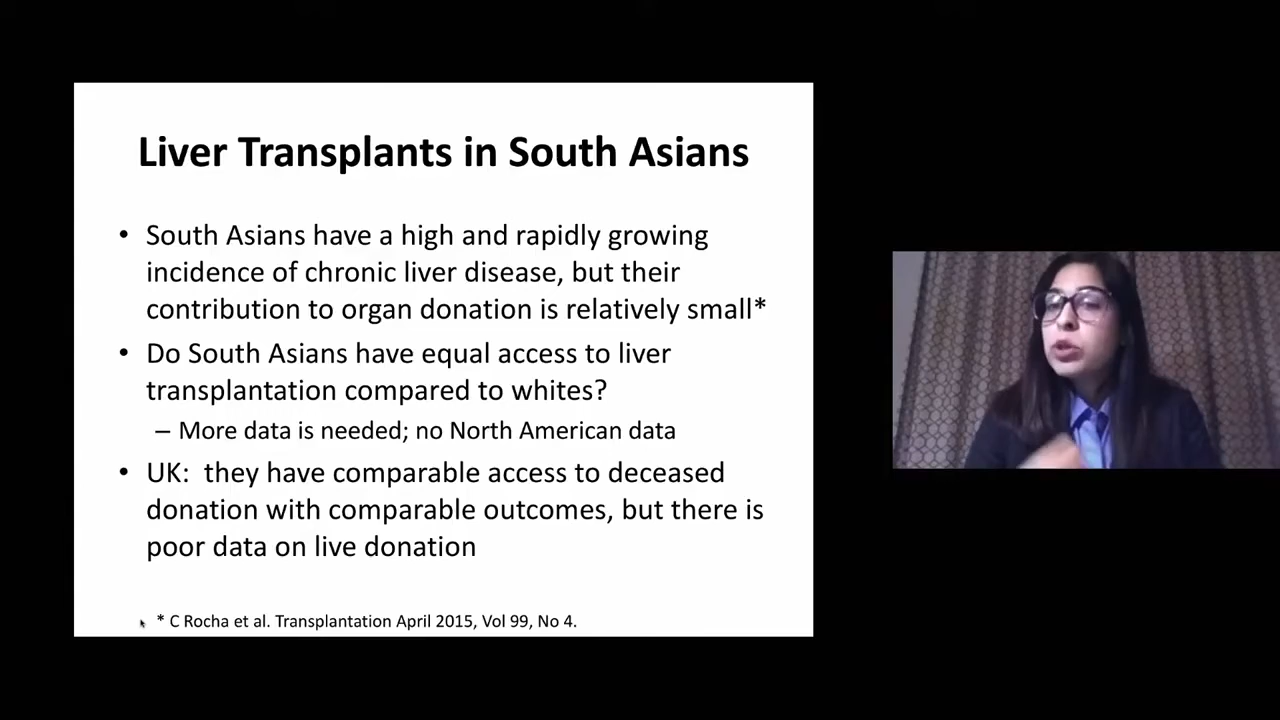 Liver Transplants in South Asians
• South Asians have a high and rapidly growing
incidence of chronic liver disease, but their
contribution to organ donation is relatively small*
• Do South Asians have equal access to liver
transplantation compared to whites?
– More data is needed; no North American data
• UK:  they have comparable access to deceased
donation with comparable outcomes, but there is
poor data on live donation
* C Rocha et al. Transplantation April 2015, Vol 99, No 4.